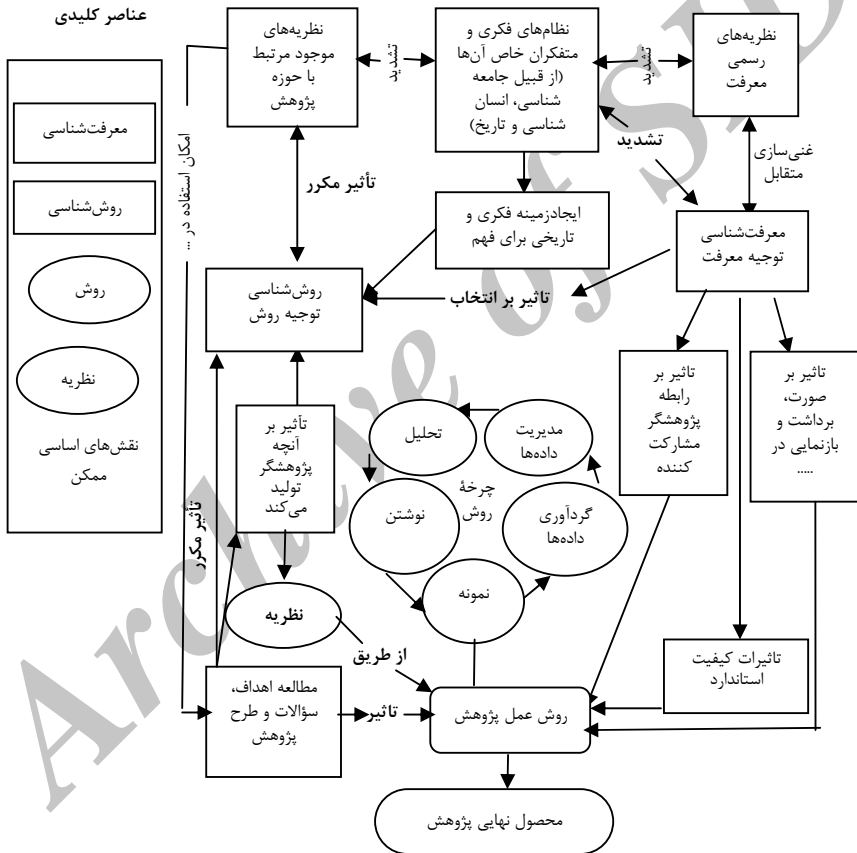 عناصر کلیدی
معرفت‌شناسی
روش‌شناسی
روش
نظریه
نقش‌های اساسی
ممکن
نظریه‌های
رسمی
معرفت
تشدید
نظام‌های فکری و
متفکران خاص آن‌ها
(از قبیل جامعه
شناسی، انسان
شناسی و تاریخ)
تشدید
نظریه‌های
موجود مرتبط
با حوزه
پژوهش
امکان استفاده در ...
تشدید
غنی‌سازی
متقابل
تأثیر مکرر
ایجادزمینه فکری و
تاریخی برای فهم
معرفت‌شناسی
توجیه معرفت
تاثیر بر انتخاب
روش‌شناسی
توجیه روش
تاثیر بر
صورت،
برداشت و
بازنمایی در
.....
تاثیر بر
رابطه
پژوهشگر
مشارکت
کننده
تأثیر بر
آنچه
پژوهشگر
تولید
می‌کند
مدیریت
داده‌ها
تحلیل
چرخهٔ
روش
گردآوری
داده‌ها
نوشتن
نمونه
تأثیر مکرر
نظریه
از طریق
تاثیرات کیفیت
استاندارد
مطالعه اهداف،
سؤالات و طرح
پژوهش
تاثیر
روش عمل پژوهش
محصول نهایی پژوهش
Archive of S